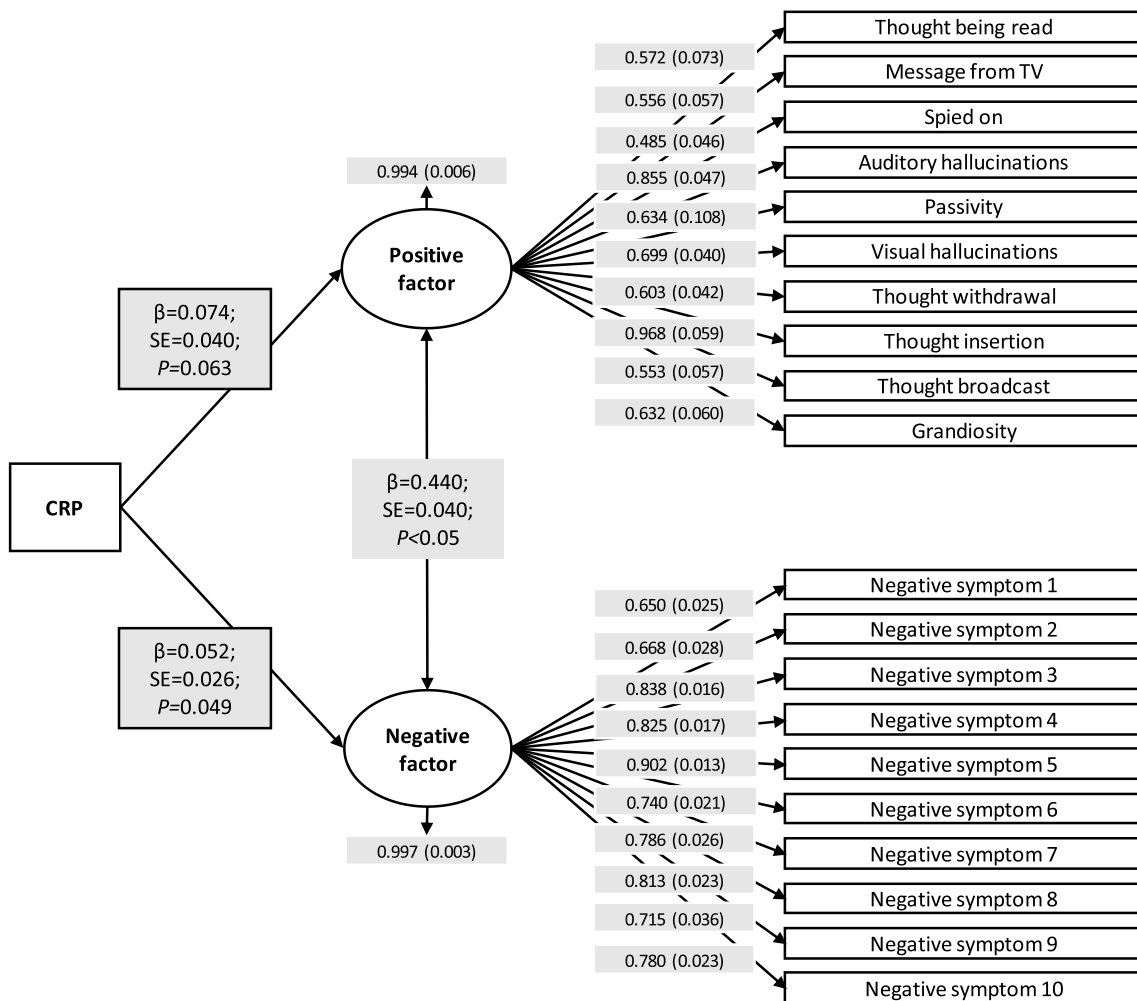 Thought being read
0.572 (0.073)
Message from TV
0.556 (0.057)
Spied on
0.485 (0.046)
Auditory hallucinations
0.855 (0.047)
0.994 (0.006)
Passivity
0.634 (0.108)
Visual hallucinations
0.699 (0.040)
Positive
factor
Thought withdrawal
0.603 (0.042)
Thought insertion
0.968 (0.059)
Thought broadcast
0.553 (0.057)
Grandiosity
0.632 (0.060)
β=0.074;
SE=0.040;
P=0.063
CRP
β=0.440;
SE=0.040;
P<0.05
β=0.052;
SE=0.026;
P=0.049
Negative symptom 1
0.650 (0.025)
Negative symptom 2
0.668 (0.028)
Negative symptom 3
0.838 (0.016)
Negative symptom 4
0.825 (0.017)
Negative
factor
Negative symptom 5
0.902 (0.013)
Negative symptom 6
0.740 (0.021)
Negative symptom 7
0.786 (0.026)
0.997 (0.003)
Negative symptom 8
0.813 (0.023)
Negative symptom 9
0.715 (0.036)
Negative symptom 10
0.780 (0.023)